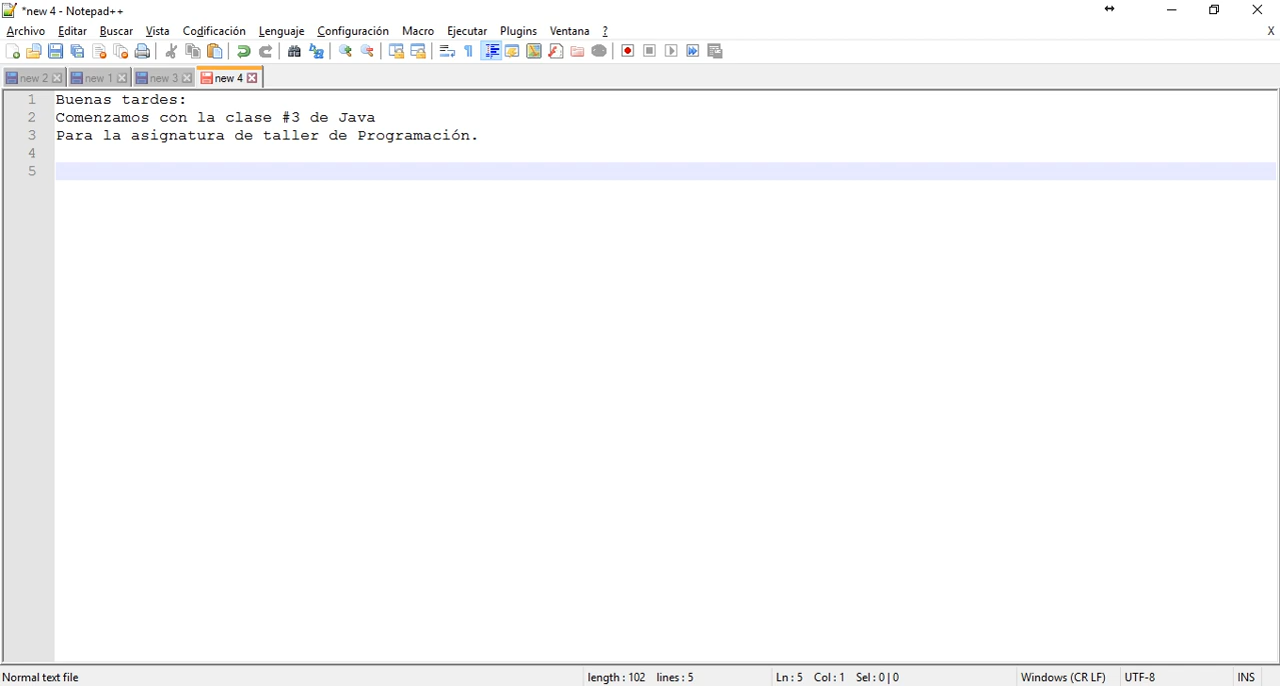 *new 4 - Notepad++
Archivo Editar Buscar Vista Codificación Lenguaje Configuración Macro Ejecutar Plugins Ventana ? X
new 2 new 1 new 3 new 4
1 Buenas tardes:
2 Comenzamos con la clase #3 de Java
3 Para la asignatura de taller de Programación.
4
5
Normal text file length : 102 lines : 5 Ln : 5 Col : 1 Sel : 0 | 0 Windows (CR LF) UTF-8 INS